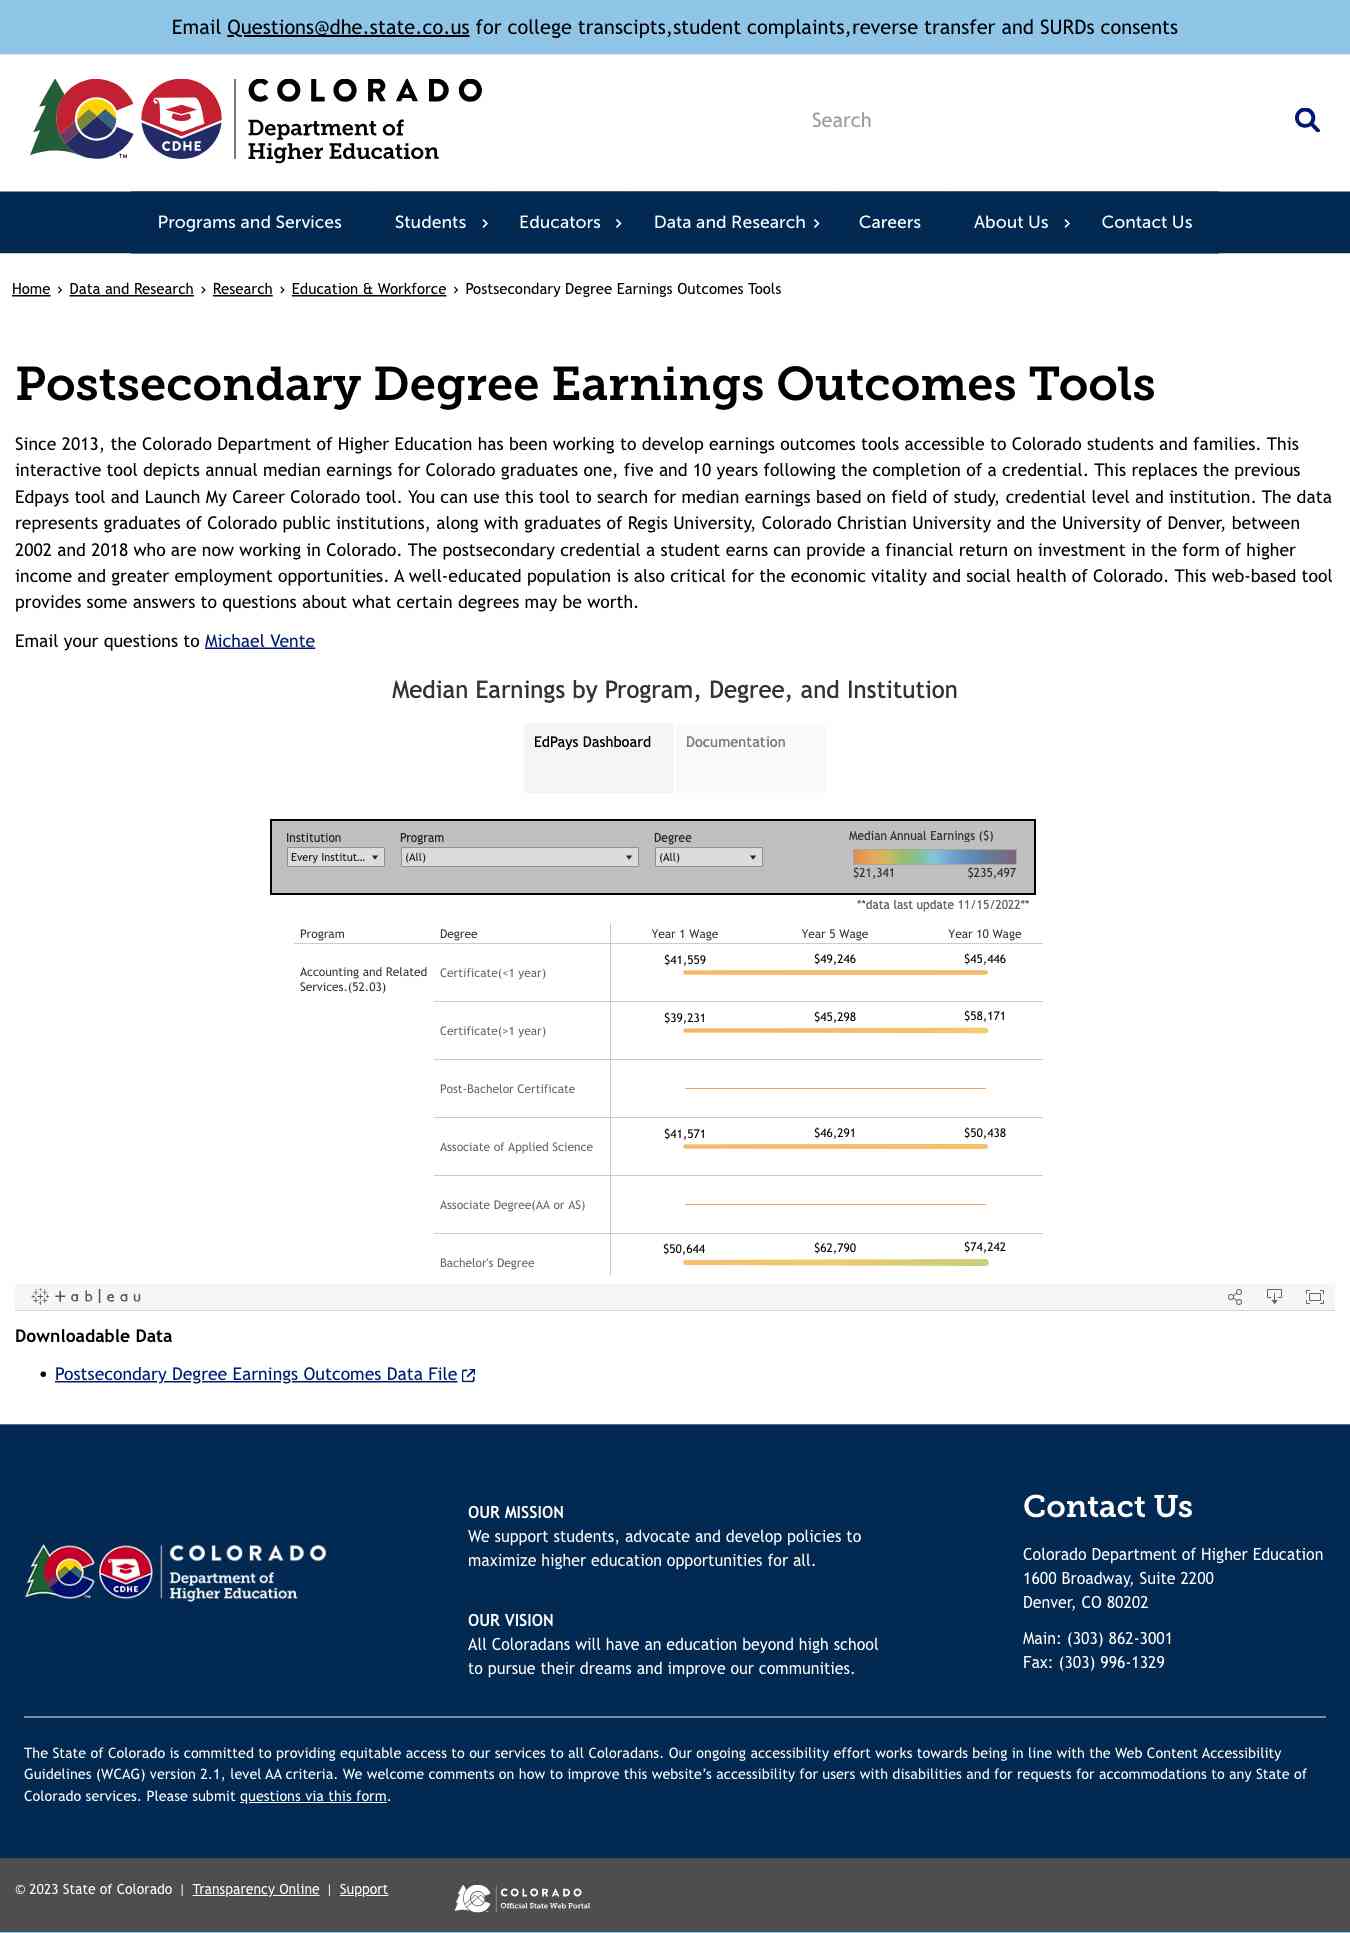 Email Questions@dhe.state.co.us for college transcipts,student complaints,reverse transfer and SURDs consents
COLORADO
Department of
Higher Education
CDHE
TM
Search
Programs and Services Students Educators Data and Research Careers About Us Contact Us
Home › Data and Research › Research › Education & Workforce › Postsecondary Degree Earnings Outcomes Tools
Postsecondary Degree Earnings Outcomes Tools
Since 2013, the Colorado Department of Higher Education has been working to develop earnings outcomes tools accessible to Colorado students and families. This
interactive tool depicts annual median earnings for Colorado graduates one, five and 10 years following the completion of a credential. This replaces the previous
Edpays tool and Launch My Career Colorado tool. You can use this tool to search for median earnings based on field of study, credential level and institution. The data
represents graduates of Colorado public institutions, along with graduates of Regis University, Colorado Christian University and the University of Denver, between
2002 and 2018 who are now working in Colorado. The postsecondary credential a student earns can provide a financial return on investment in the form of higher
income and greater employment opportunities. A well-educated population is also critical for the economic vitality and social health of Colorado. This web-based tool
provides some answers to questions about what certain degrees may be worth.
Email your questions to Michael Vente
Median Earnings by Program, Degree, and Institution
EdPays Dashboard Documentation
Institution Program Degree Median Annual Earnings ($)
Every Institut... (All) (All)
$21,341 $235,497
**data last update 11/15/2022**
Program Degree Year 1 Wage Year 5 Wage Year 10 Wage
Accounting and Related
Services.(52.03)
Certificate(<1 year) $41,559 $49,246 $45,446
Certificate(>1 year) $39,231 $45,298 $58,171
Post-Bachelor Certificate
Associate of Applied Science $41,571 $46,291 $50,438
Associate Degree(AA or AS)
Bachelor's Degree $50,644 $62,790 $74,242
+ableau
Downloadable Data
• Postsecondary Degree Earnings Outcomes Data File
COLORADO
Department of
Higher Education
CDHE
OUR MISSION
We support students, advocate and develop policies to
maximize higher education opportunities for all.
OUR VISION
All Coloradans will have an education beyond high school
to pursue their dreams and improve our communities.
Contact Us
Colorado Department of Higher Education
1600 Broadway, Suite 2200
Denver, CO 80202
Main: (303) 862-3001
Fax: (303) 996-1329
The State of Colorado is committed to providing equitable access to our services to all Coloradans. Our ongoing accessibility effort works towards being in line with the Web Content Accessibility
Guidelines (WCAG) version 2.1, level AA criteria. We welcome comments on how to improve this website’s accessibility for users with disabilities and for requests for accommodations to any State of
Colorado services. Please submit questions via this form.
© 2023 State of Colorado | Transparency Online | Support
COLORADO
Official State Web Portal